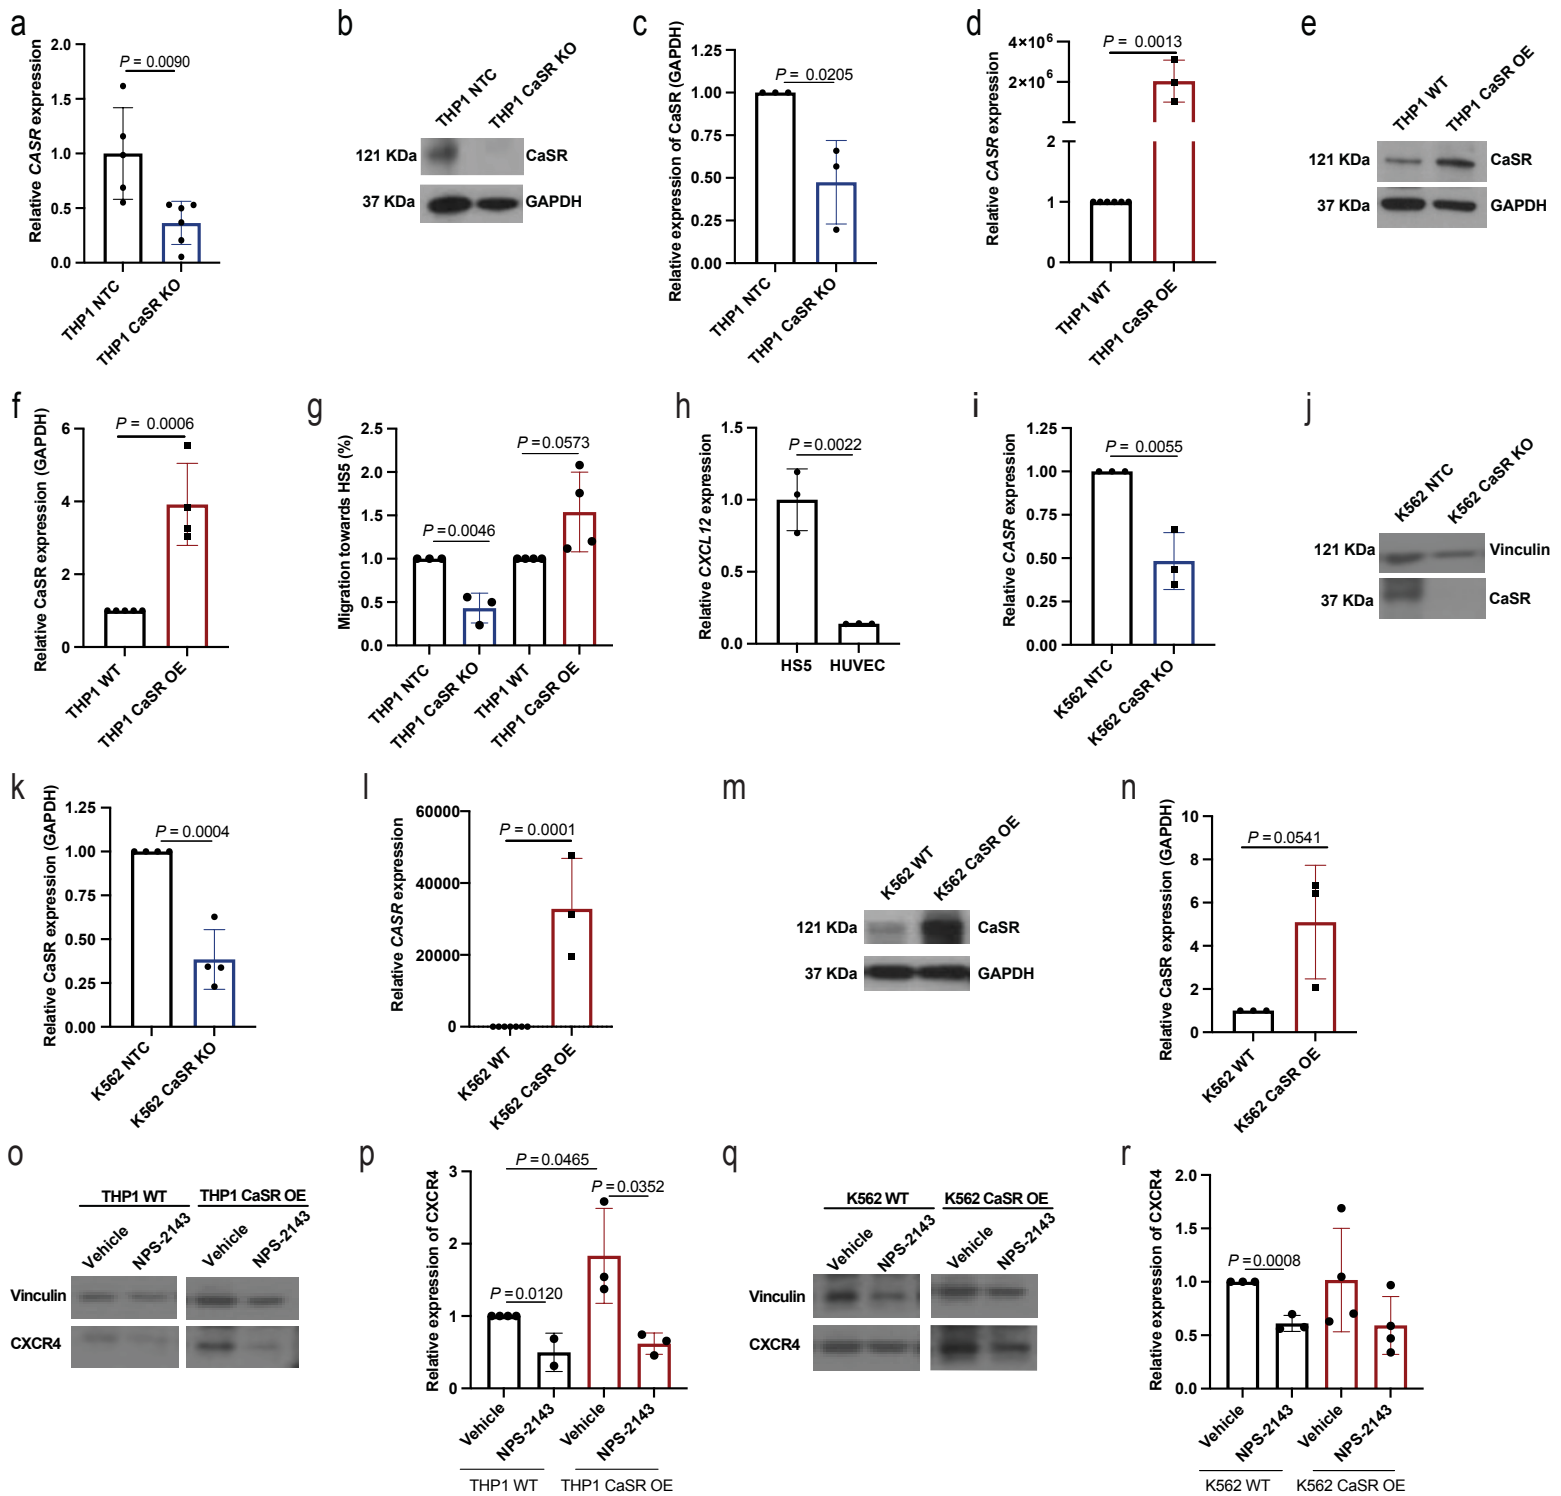 a
Relative CASR expression
2.0
1.5
1.0
0.5
0.0
P = 0.0090
THP1 NTC
THP1 CaSR KO
b
THP1 NTC
THP1 CaSR KO
121 KDa
CaSR
37 KDa
GAPDH
c
Relative expression of CaSR (GAPDH)
1.25
1.00
0.75
0.50
0.25
0.00
P = 0.0205
THP1 NTC
THP1 CaSR KO
d
Relative CASR expression
4×10⁶
2×10⁶
2
1
0
P = 0.0013
THP1 WT
THP1 CaSR OE
e
THP1 WT
THP1 CaSR OE
121 KDa
CaSR
37 KDa
GAPDH
f
Relative CaSR expression (GAPDH)
6
4
2
0
P = 0.0006
THP1 WT
THP1 CaSR OE
g
Migration towards HS5 (%)
2.5
2.0
1.5
1.0
0.5
0.0
P = 0.0046
P = 0.0573
THP1 NTC
THP1 CaSR KO
THP1 WT
THP1 CaSR OE
h
Relative CXCL12 expression
1.5
1.0
0.5
0.0
P = 0.0022
HS5
HUVEC
i
Relative CASR expression
1.25
1.00
0.75
0.50
0.25
0.00
P = 0.0055
K562 NTC
K562 CaSR KO
j
K562 NTC
K562 CaSR KO
121 KDa
Vinculin
37 KDa
CaSR
k
Relative CaSR expression (GAPDH)
1.25
1.00
0.75
0.50
0.25
0.00
P = 0.0004
K562 NTC
K562 CaSR KO
l
Relative CASR expression
60000
40000
20000
0
P = 0.0001
K562 WT
K562 CaSR OE
m
K562 WT
K562 CaSR OE
121 KDa
CaSR
37 KDa
GAPDH
n
Relative CaSR expression (GAPDH)
10
8
6
4
2
0
P = 0.0541
K562 WT
K562 CaSR OE
o
THP1 WT
THP1 CaSR OE
Vehicle
NPS-2143
Vehicle
NPS-2143
Vinculin
CXCR4
p
Relative expression of CXCR4
3
2
1
0
P = 0.0465
P = 0.0352
P = 0.0120
Vehicle
NPS-2143
Vehicle
NPS-2143
THP1 WT
THP1 CaSR OE
q
K562 WT
K562 CaSR OE
Vehicle
NPS-2143
Vehicle
NPS-2143
Vinculin
CXCR4
r
Relative expression of CXCR4
2.0
1.5
1.0
0.5
0.0
P = 0.0008
Vehicle
NPS-2143
Vehicle
NPS-2143
K562 WT
K562 CaSR OE